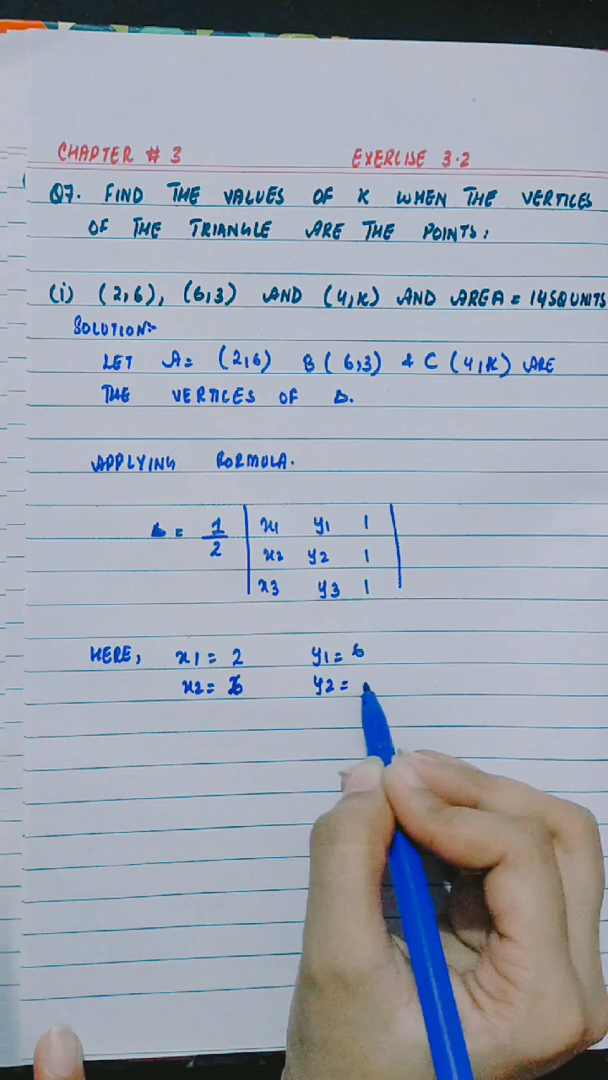 CHAPTER # 3 EXERCISE 3.2
Q7. FIND THE VALUES OF K WHEN THE VERTICES
OF THE TRIANGLE ARE THE POINTS:
(i) (2,6), (6,3) AND (4,K) AND AREA = 14SQUNITS
SOLUTION:-
LET A= (2,6) B(6,3) & C(4,K) ARE
THE VERTICES OF Δ.
APPLYING FORMULA.
Δ = 1/2 | x1 y1 1
x2 y2 1
x3 y3 1 |
HERE, x1 = 2 y1 = 6
x2 = 6 y2 =